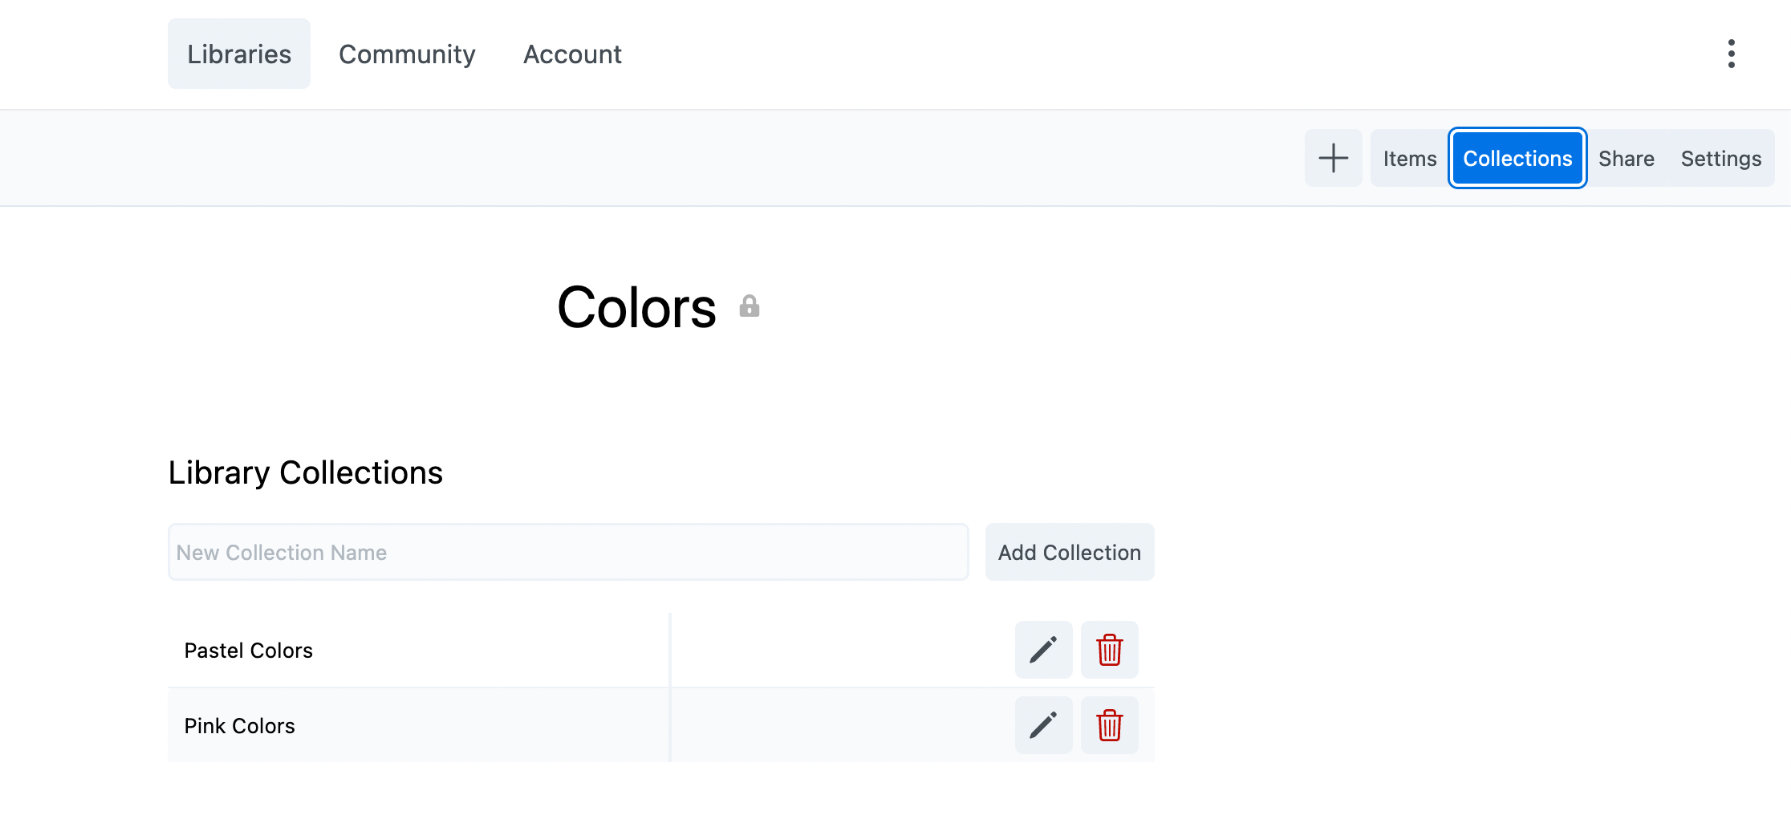 Libraries Community Account
Items Collections Share Settings
Colors
Library Collections
New Collection Name Add Collection
Pastel Colors
Pink Colors